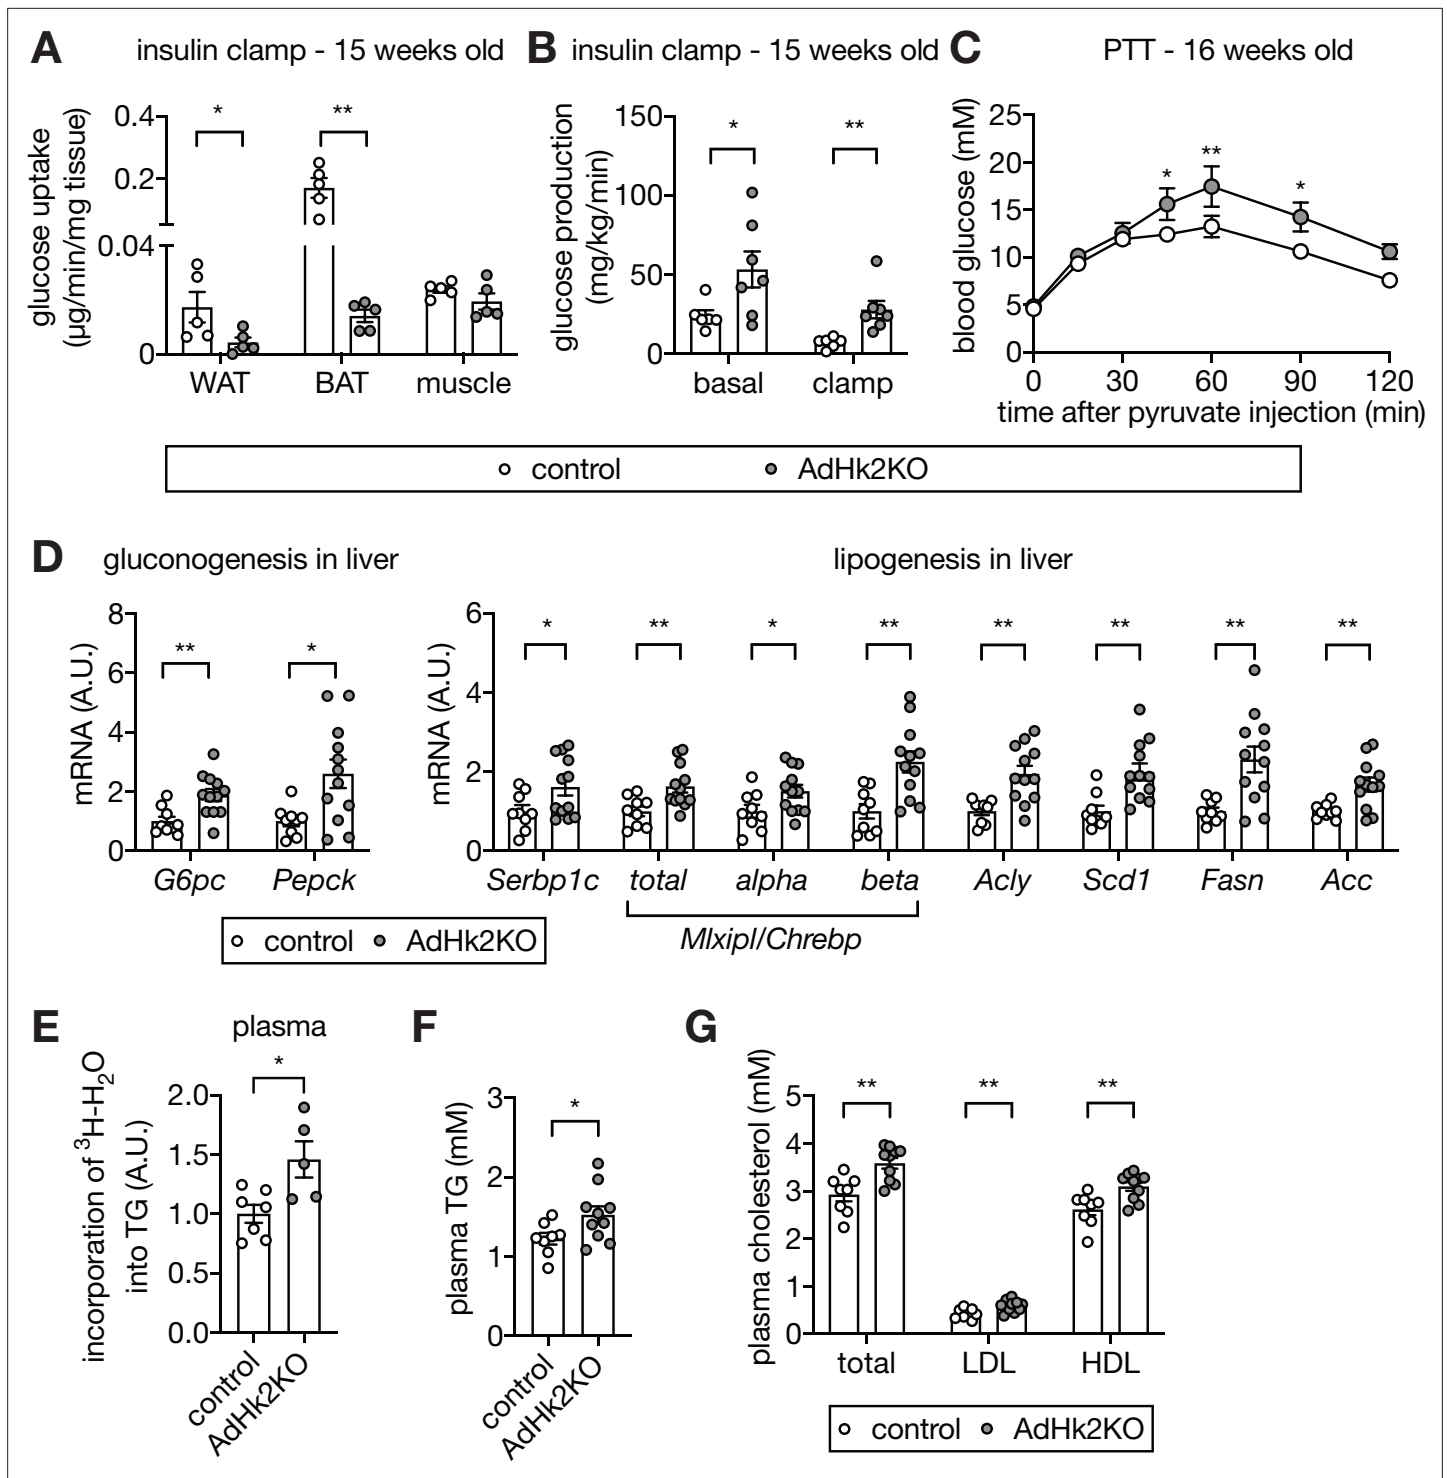 A insulin clamp - 15 weeks old
glucose uptake
(µg/min/mg tissue)
0.4
0.2
0.04
0
* **
WAT BAT muscle
B insulin clamp - 15 weeks old
glucose production
(mg/kg/min)
150
100
50
0
* **
basal clamp
C PTT - 16 weeks old
blood glucose (mM)
25
20
15
10
5
0
* ** *
0 30 60 90 120
time after pyruvate injection (min)
control AdHk2KO
D gluconogenesis in liver
mRNA (A.U.)
8
6
4
2
0
** *
G6pc Pepck
lipogenesis in liver
mRNA (A.U.)
6
4
2
0
* ** * ** ** ** ** **
Serbp1c total alpha beta Acly Scd1 Fasn Acc
Mlxipl/Chrebp
control AdHk2KO
E plasma
incorporation of ³H-H₂O
into TG (A.U.)
2.0
1.5
1.0
0.5
0.0
*
control
AdHk2KO
F
plasma TG (mM)
3
2
1
0
*
control
AdHk2KO
G
plasma cholesterol (mM)
5
4
3
2
1
0
** ** **
total LDL HDL
control AdHk2KO